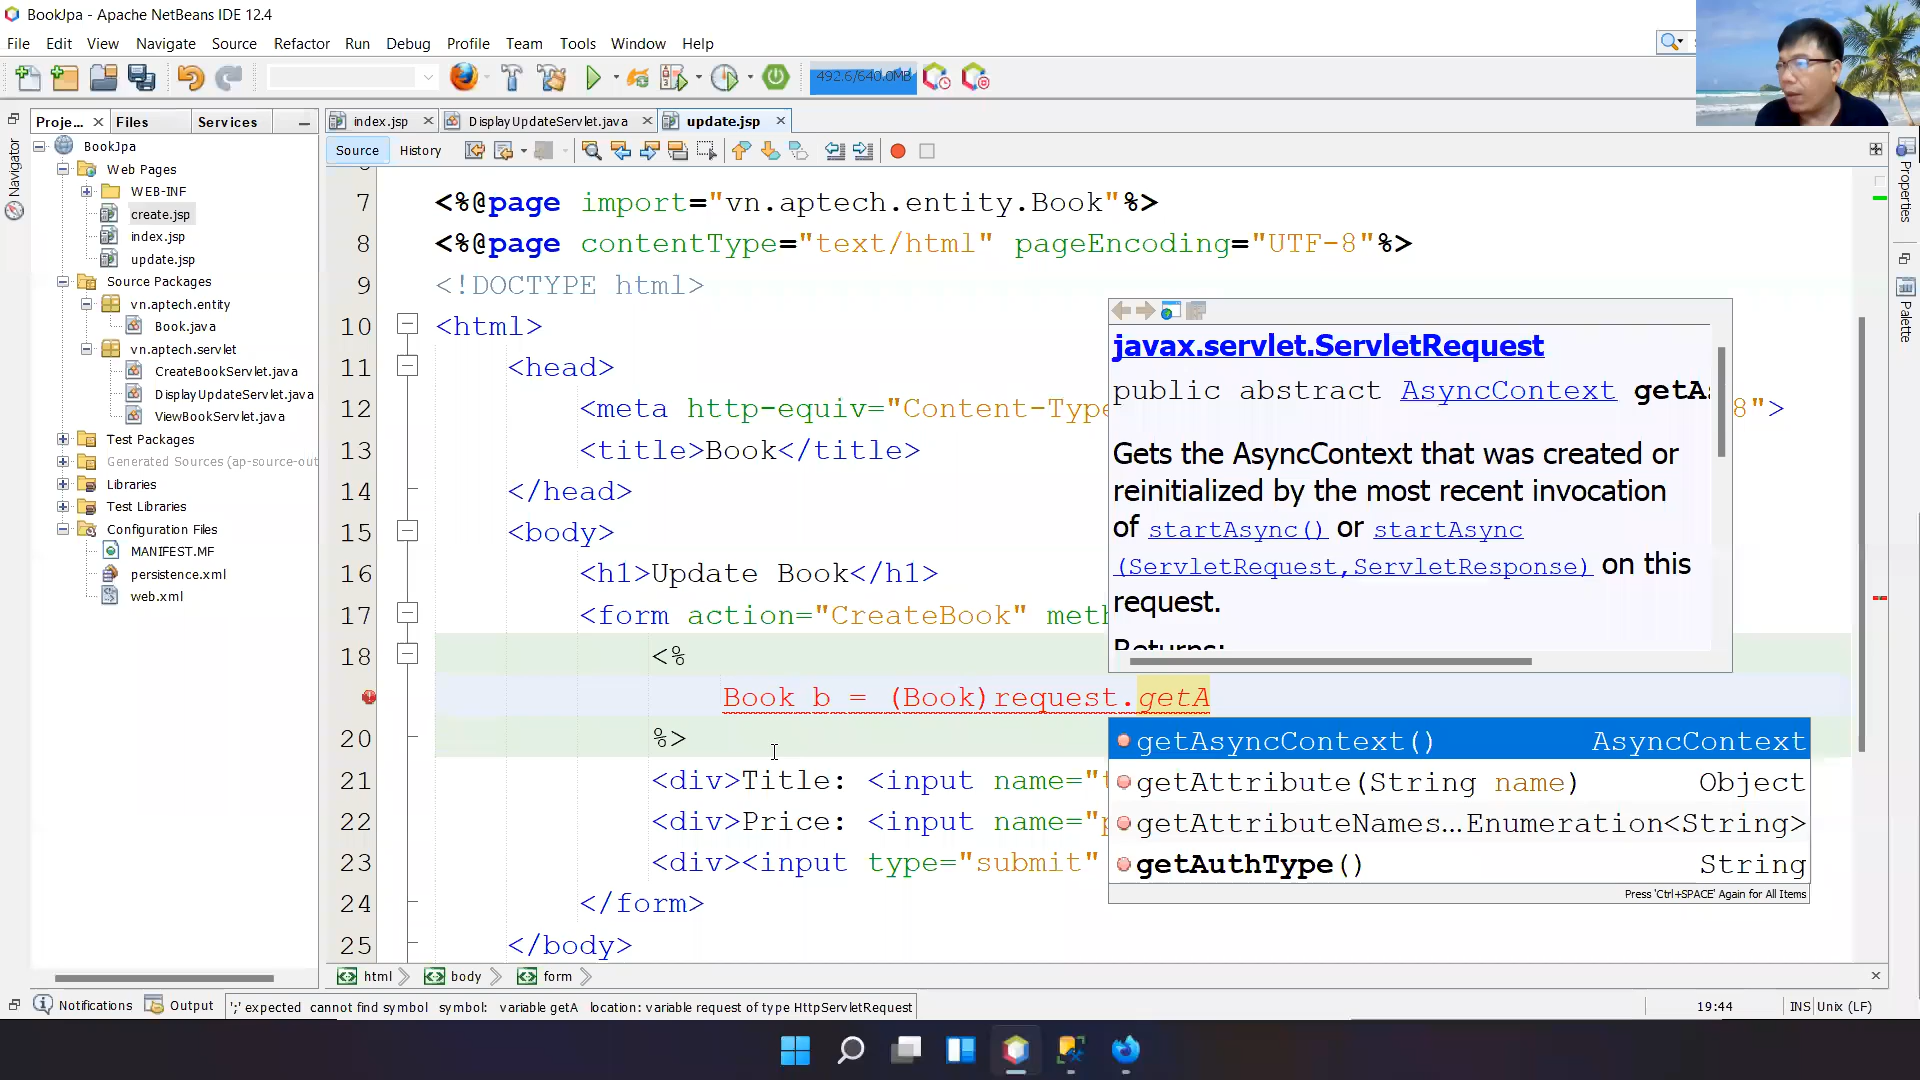 BookJpa - Apache NetBeans IDE 12.4
File Edit View Navigate Source Refactor Run Debug Profile Team Tools Window Help
492.6/640.0MB
Proje... Files Services
index.jsp DisplayUpdateServlet.java update.jsp
Source History
Navigator
Properties
Palette
BookJpa
Web Pages
WEB-INF
create.jsp
index.jsp
update.jsp
Source Packages
vn.aptech.entity
Book.java
vn.aptech.servlet
CreateBookServlet.java
DisplayUpdateServlet.java
ViewBookServlet.java
Test Packages
Generated Sources (ap-source-out
Libraries
Test Libraries
Configuration Files
MANIFEST.MF
persistence.xml
web.xml
7 <%@page import="vn.aptech.entity.Book"%>
8 <%@page contentType="text/html" pageEncoding="UTF-8"%>
9 <!DOCTYPE html>
10 <html>
11 <head>
12 <meta http-equiv="Content-Type 8">
13 <title>Book</title>
14 </head>
15 <body>
16 <h1>Update Book</h1>
17 <form action="CreateBook" meth
18 <%
Book b = (Book)request.getA
20 %>
21 <div>Title: <input name="t
22 <div>Price: <input name="p
23 <div><input type="submit"
24 </form>
25 </body>
javax.servlet.ServletRequest
public abstract AsyncContext getAs
Gets the AsyncContext that was created or
reinitialized by the most recent invocation
of startAsync() or startAsync
(ServletRequest,ServletResponse) on this
request.
Returns:
getAsyncContext() AsyncContext
getAttribute(String name) Object
getAttributeNames...Enumeration<String>
getAuthType() String
Press 'Ctrl+SPACE' Again for All Items
html body form
Notifications Output ';' expected cannot find symbol symbol: variable getA location: variable request of type HttpServletRequest 19:44 INS Unix (LF)